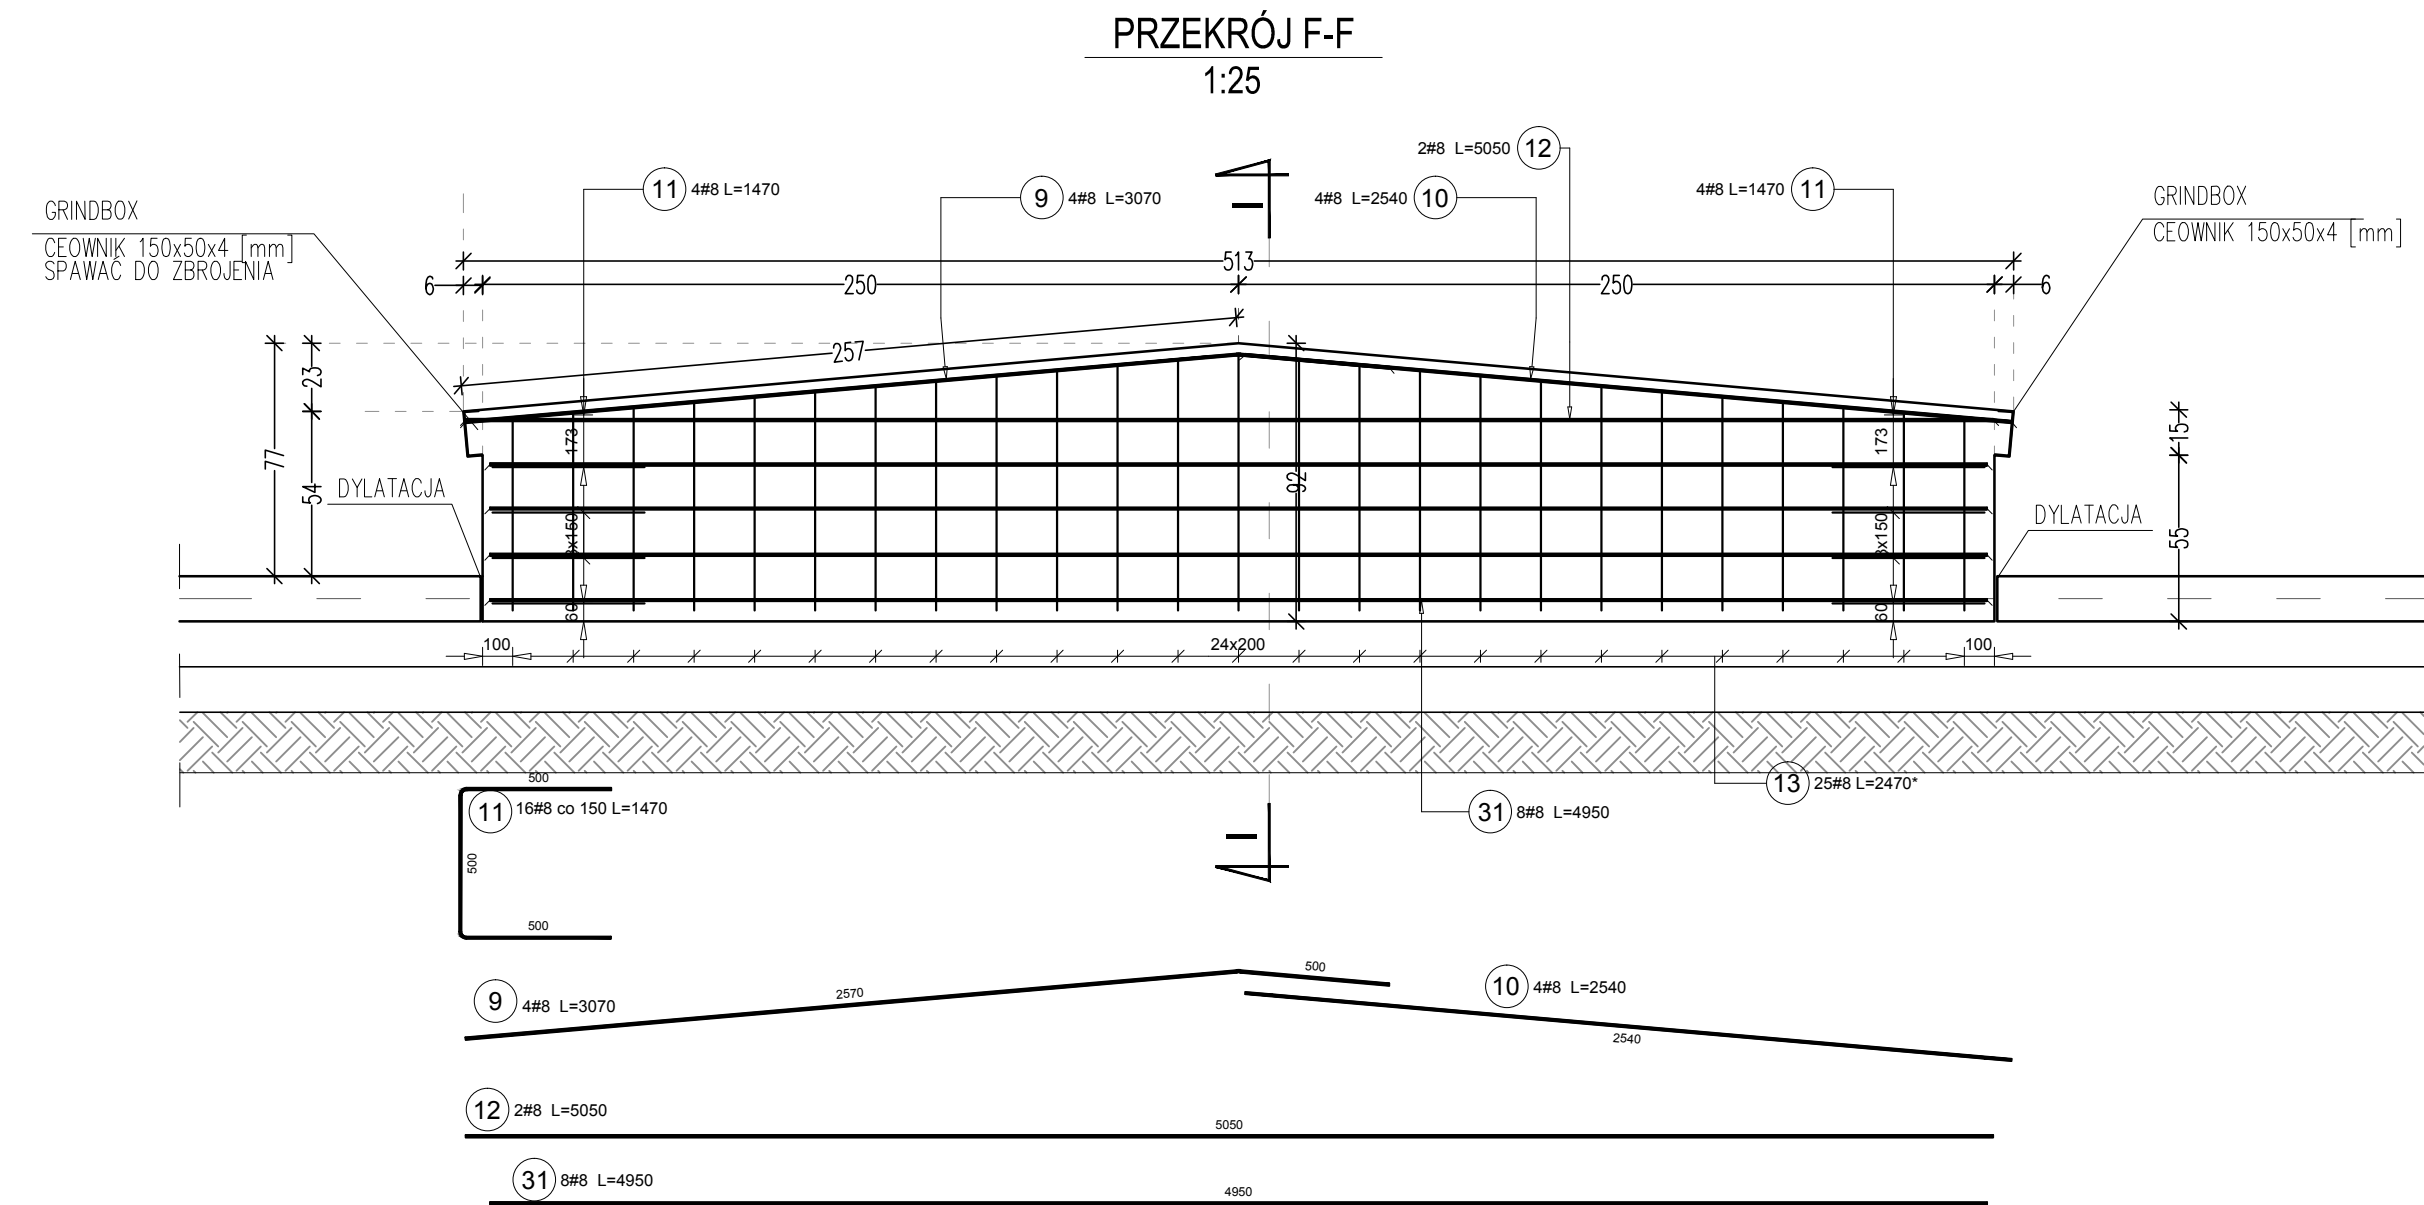 PRZEKRÓJ F-F
1:25
2#8 L=5050 12
11 4#8 L=1470
9 4#8 L=3070
4#8 L=2540 10
4#8 L=1470 11
GRINDBOX
CEOWNIK 150x50x4 [mm]
SPAWAĆ DO ZBROJENIA
GRINDBOX
CEOWNIK 150x50x4 [mm]
513
6
250
250
6
257
23
77
54
173
173
15
92
DYLATACJA
DYLATACJA
3x150
3x150
55
60
60
100
24x200
100
13 25#8 L=2470*
31 8#8 L=4950
500
11 16#8 co 150 L=1470
500
500
9 4#8 L=3070
2570
500
10 4#8 L=2540
2540
12 2#8 L=5050
5050
31 8#8 L=4950
4950